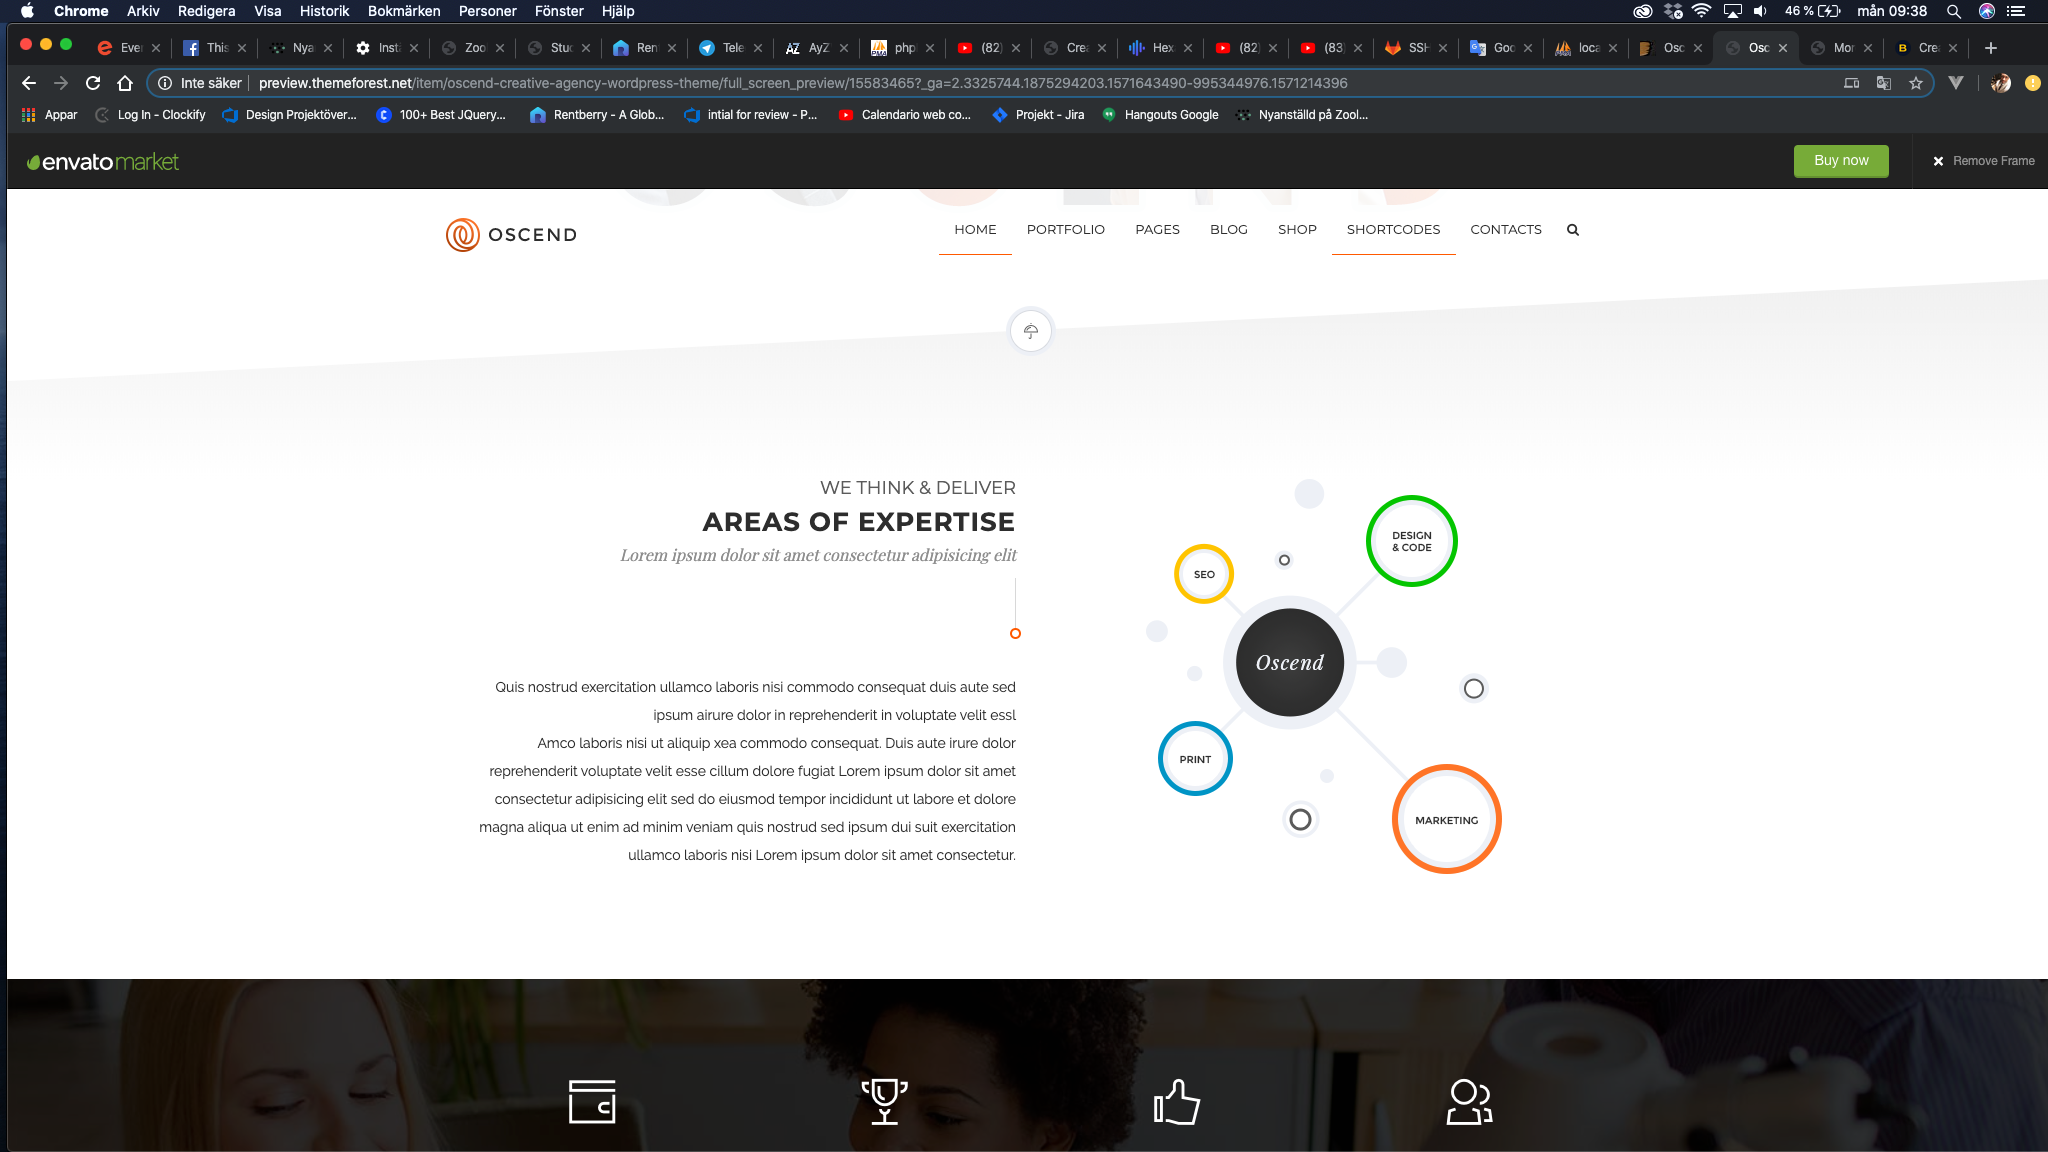 Chrome Arkiv Redigera Visa Historik Bokmärken Personer Fönster Hjälp 46 % mån 09:38
Ever This Nya Inst Zoo Stuc Ren Tele AyZ php (82) Crea Hex (82) (83) SSH Goo loca Osc Osc Mor Crea
Inte säker preview.themeforest.net/item/oscend-creative-agency-wordpress-theme/full_screen_preview/15583465?_ga=2.3325744.1875294203.1571643490-995344976.1571214396
Appar Log In - Clockify Design Projektöver... 100+ Best JQuery... Rentberry - A Glob... intial for review - P... Calendario web co... Projekt - Jira Hangouts Google Nyanställd på Zool...
envatomarket Buy now Remove Frame
OSCEND HOME PORTFOLIO PAGES BLOG SHOP SHORTCODES CONTACTS
WE THINK & DELIVER
AREAS OF EXPERTISE
Lorem ipsum dolor sit amet consectetur adipisicing elit
Quis nostrud exercitation ullamco laboris nisi commodo consequat duis aute sed
ipsum airure dolor in reprehenderit in voluptate velit essl
Amco laboris nisi ut aliquip xea commodo consequat. Duis aute irure dolor
reprehenderit voluptate velit esse cillum dolore fugiat Lorem ipsum dolor sit amet
consectetur adipisicing elit sed do eiusmod tempor incididunt ut labore et dolore
magna aliqua ut enim ad minim veniam quis nostrud sed ipsum dui suit exercitation
ullamco laboris nisi Lorem ipsum dolor sit amet consectetur.
DESIGN
& CODE
SEO
Oscend
PRINT
MARKETING